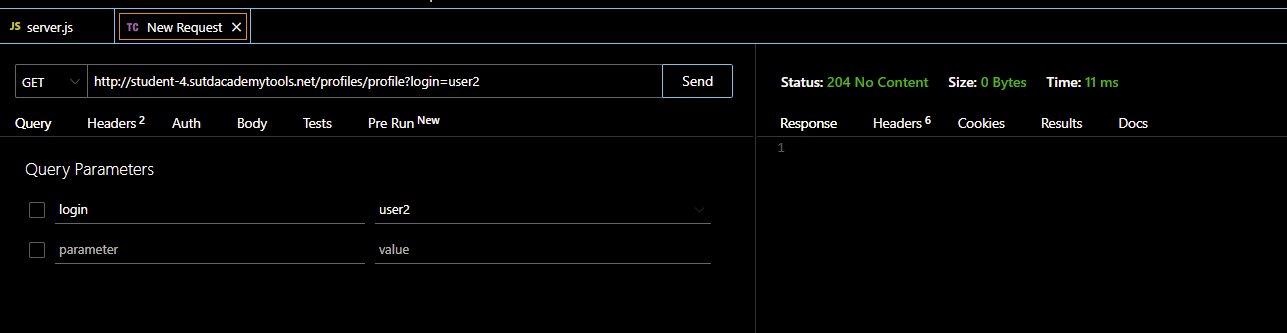 JS server.js TC New Request ✕
GET http://student-4.sutdacademytools.net/profiles/profile?login=user2 Send
Status: 204 No Content Size: 0 Bytes Time: 11 ms
Query Headers 2 Auth Body Tests Pre Run New
Response Headers 6 Cookies Results Docs
1
Query Parameters
login user2
parameter value